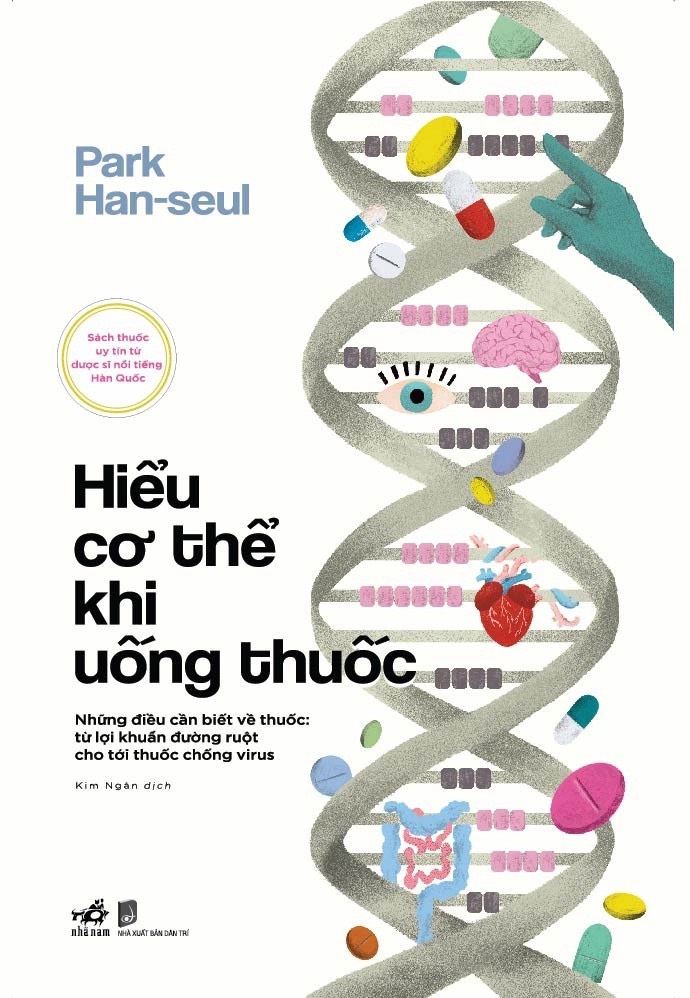 Park
Han-seul
Sách thuốc
uy tín từ
dược sĩ nổi tiếng
Hàn Quốc
Hiểu
cơ thể
khi
uống thuốc
Những điều cần biết về thuốc:
từ lợi khuẩn đường ruột
cho tới thuốc chống virus
Kim Ngân dịch
nhã nam
NHÀ XUẤT BẢN DÂN TRÍ